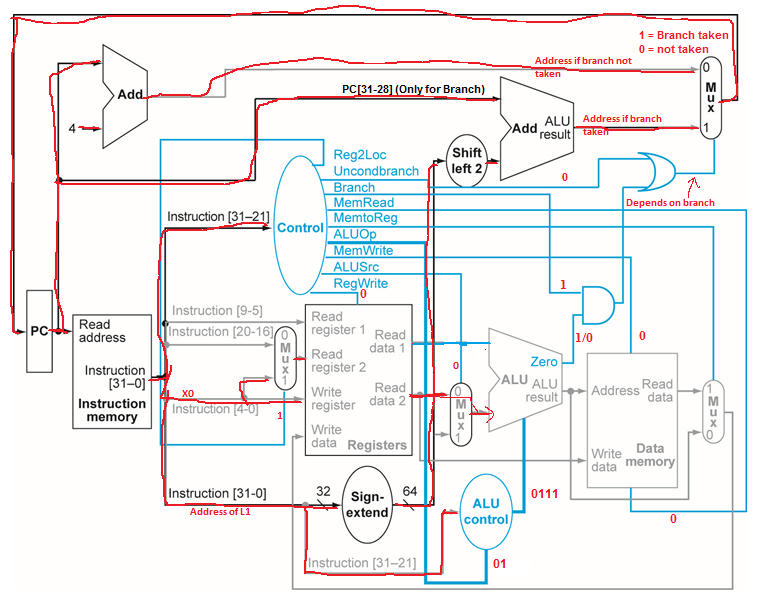 1 = Branch taken
0 = not taken
Address if branch not
taken
0
Mux
1
Add
4
PC[31-28] (Only for Branch)
Add ALU
result
Address if branch
taken
Shift
left 2
Reg2Loc
Uncondbranch
0
Branch
Depends on branch
MemRead
Instruction [31–21]
Control
MemtoReg
ALUOp
MemWrite
ALUSrc
1
RegWrite
0
PC
Read
address
Instruction
[31–0]
Instruction
memory
Instruction [9-5]
Instruction [20-16]
0
Mux
1
X0
Instruction [4-0]
1
Read
register 1
Read
register 2
Write
register
Write
data
Read
data 1
Read
data 2
Registers
0
0
Mux
1
Zero
ALU
ALU
result
1/0
0
Address
Read
data
Write
data
Data
memory
1
Mux
0
0
Instruction [31-0]
Address of L1
32
Sign-
extend
64
ALU
control
0111
01
Instruction [31–21]